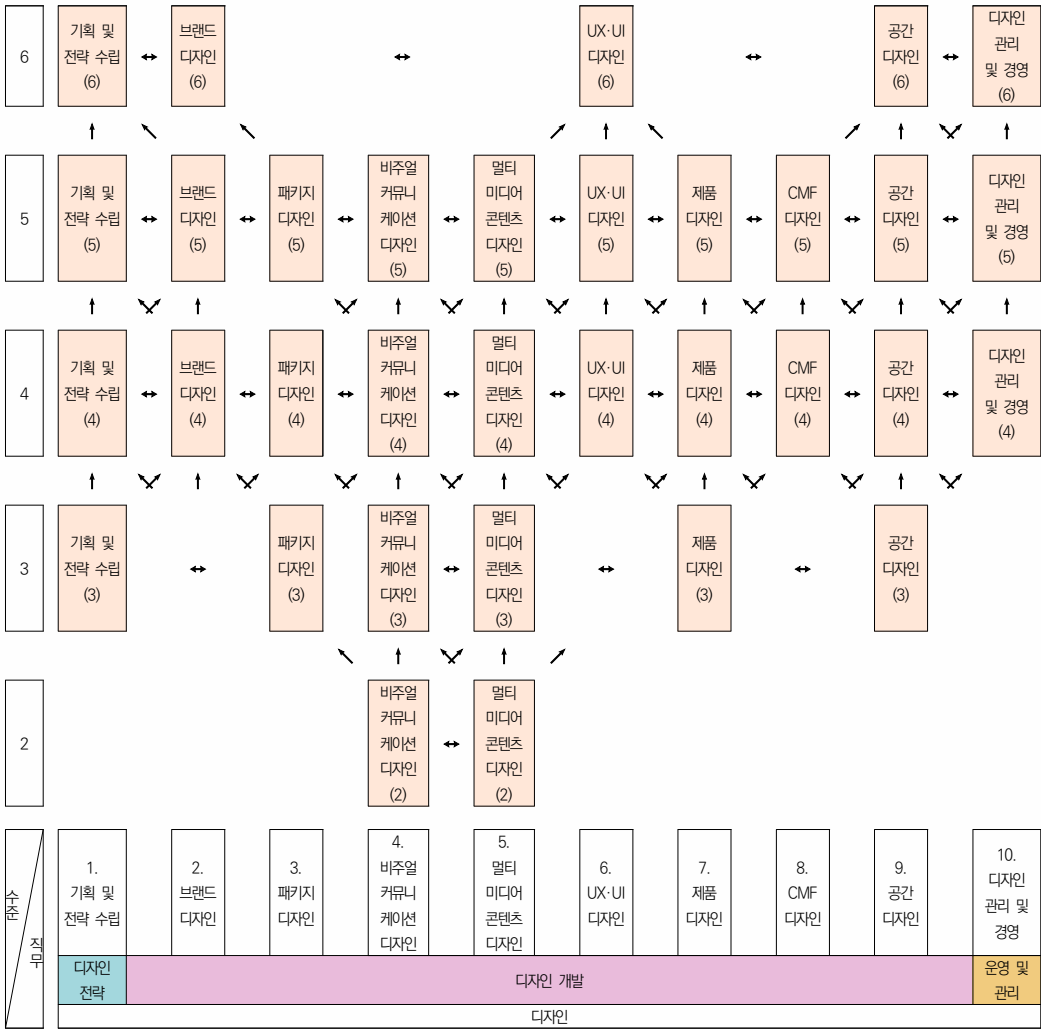 6
기획 및
전략 수립
(6)
브랜드
디자인
(6)
UX·UI
디자인
(6)
공간
디자인
(6)
디자인
관리
및 경영
(6)
5
기획 및
전략 수립
(5)
브랜드
디자인
(5)
패키지
디자인
(5)
비주얼
커뮤니
케이션
디자인
(5)
멀티
미디어
콘텐츠
디자인
(5)
UX·UI
디자인
(5)
제품
디자인
(5)
CMF
디자인
(5)
공간
디자인
(5)
디자인
관리
및 경영
(5)
4
기획 및
전략 수립
(4)
브랜드
디자인
(4)
패키지
디자인
(4)
비주얼
커뮤니
케이션
디자인
(4)
멀티
미디어
콘텐츠
디자인
(4)
UX·UI
디자인
(4)
제품
디자인
(4)
CMF
디자인
(4)
공간
디자인
(4)
디자인
관리
및 경영
(4)
3
기획 및
전략 수립
(3)
패키지
디자인
(3)
비주얼
커뮤니
케이션
디자인
(3)
멀티
미디어
콘텐츠
디자인
(3)
제품
디자인
(3)
공간
디자인
(3)
2
비주얼
커뮤니
케이션
디자인
(2)
멀티
미디어
콘텐츠
디자인
(2)
수준
직무
1.
기획 및
전략 수립
2.
브랜드
디자인
3.
패키지
디자인
4.
비주얼
커뮤니
케이션
디자인
5.
멀티
미디어
콘텐츠
디자인
6.
UX·UI
디자인
7.
제품
디자인
8.
CMF
디자인
9.
공간
디자인
10.
디자인
관리 및
경영
디자인
전략
디자인 개발
운영 및
관리
디자인